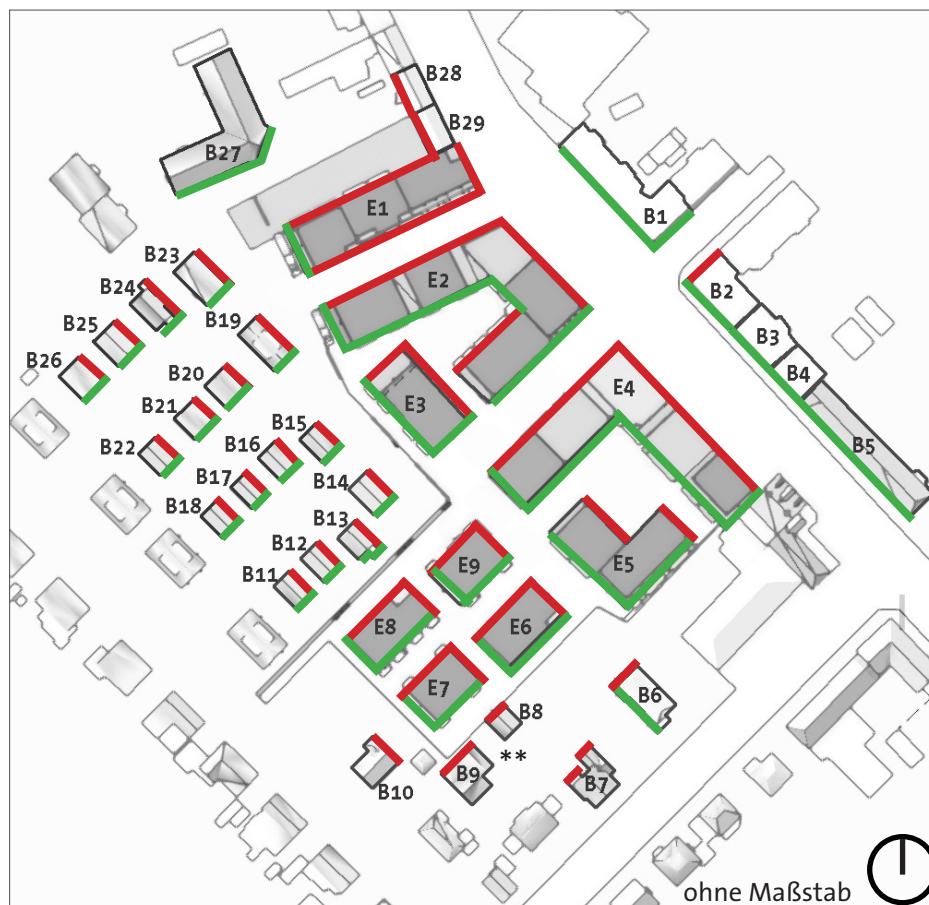 B28
B29
B27
B1
E1
B23
E2
B24
B2
B25
B19
B3
B26
B20
B4
E4
E3
B21
B15
B5
B22
B16
B17
B14
B18
B13
B12
E9
E5
B11
E8
E6
E7
B6
B8
**
B9
B7
B10
ohne Maßstab